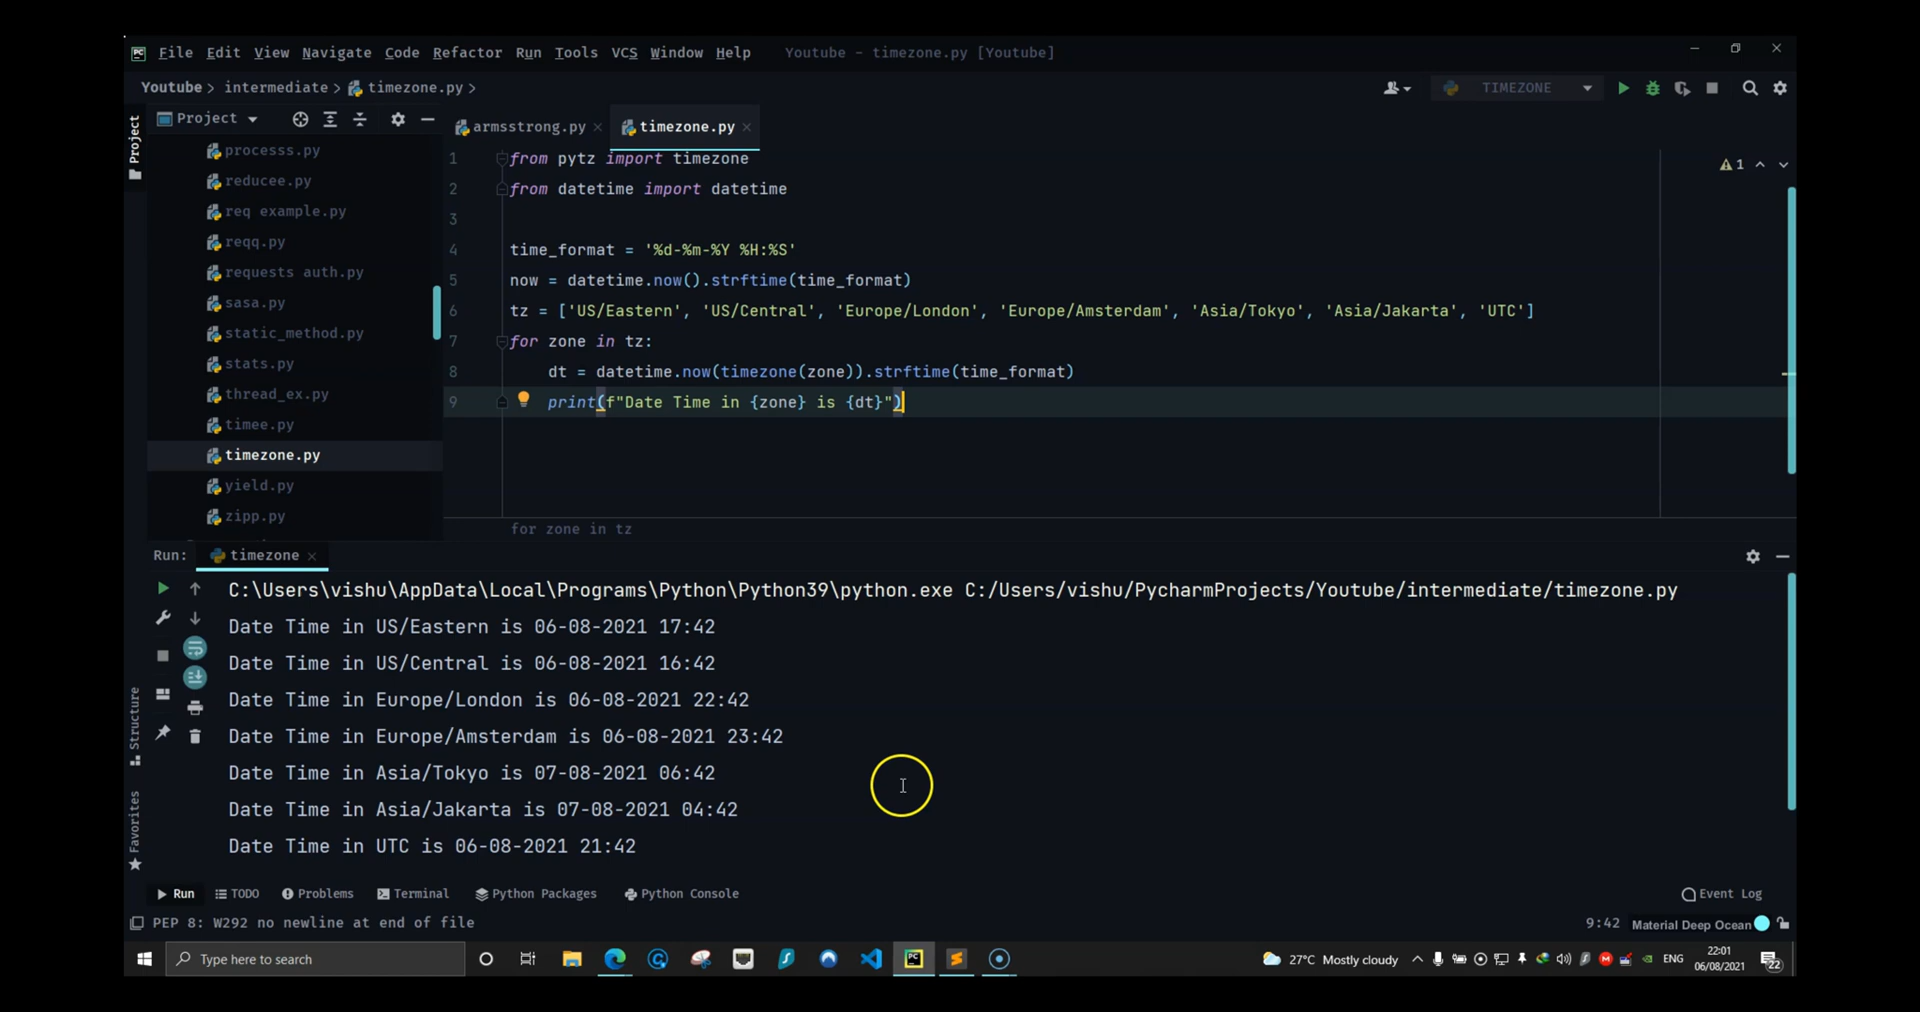 File Edit View Navigate Code Refactor Run Tools VCS Window Help Youtube - timezone.py [Youtube]
Youtube > intermediate > timezone.py >
TIMEZONE
Project
Project
armsstrong.py
timezone.py
processs.py
reducee.py
req example.py
reqq.py
requests auth.py
sasa.py
static_method.py
stats.py
thread_ex.py
timee.py
timezone.py
yield.py
zipp.py
1 from pytz import timezone
2 from datetime import datetime
3
4 time_format = '%d-%m-%Y %H:%S'
5 now = datetime.now().strftime(time_format)
6 tz = ['US/Eastern', 'US/Central', 'Europe/London', 'Europe/Amsterdam', 'Asia/Tokyo', 'Asia/Jakarta', 'UTC']
7 for zone in tz:
8 dt = datetime.now(timezone(zone)).strftime(time_format)
9 print(f"Date Time in {zone} is {dt}")
1
for zone in tz
Run: timezone
C:\Users\vishu\AppData\Local\Programs\Python\Python39\python.exe C:/Users/vishu/PycharmProjects/Youtube/intermediate/timezone.py
Date Time in US/Eastern is 06-08-2021 17:42
Date Time in US/Central is 06-08-2021 16:42
Date Time in Europe/London is 06-08-2021 22:42
Date Time in Europe/Amsterdam is 06-08-2021 23:42
Date Time in Asia/Tokyo is 07-08-2021 06:42
Date Time in Asia/Jakarta is 07-08-2021 04:42
Date Time in UTC is 06-08-2021 21:42
Structure
Favorites
Run TODO Problems Terminal Python Packages Python Console Event Log
PEP 8: W292 no newline at end of file 9:42 Material Deep Ocean
Type here to search
27°C Mostly cloudy ENG
22:01
06/08/2021
22